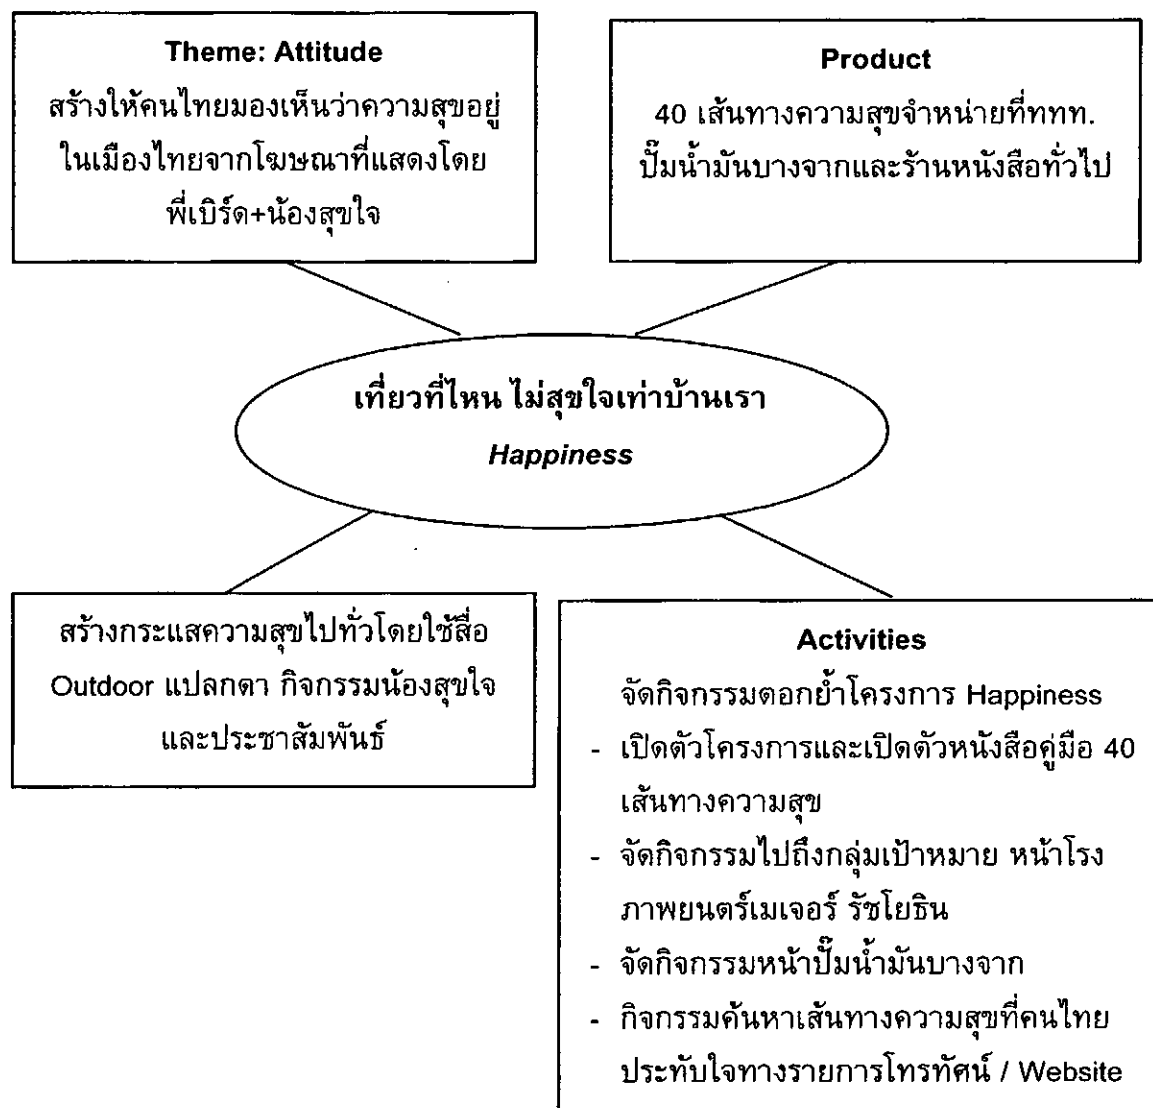 Theme: Attitude
สร้างให้คนไทยมองเห็นว่าความสุขอยู่
ในเมืองไทยจากโฆษณาที่แสดงโดย
พี่เบิร์ด+น้องสุขใจ
Product
40 เส้นทางความสุขจำหน่ายที่ททท.
ปั๊มน้ำมันบางจากและร้านหนังสือทั่วไป
เที่ยวที่ไหน ไม่สุขใจเท่าบ้านเรา
Happiness
สร้างกระแสความสุขไปทั่วโดยใช้สื่อ
Outdoor แปลกตา กิจกรรมน้องสุขใจ
และประชาสัมพันธ์
Activities
จัดกิจกรรมตอกย้ำโครงการ Happiness
- เปิดตัวโครงการและเปิดตัวหนังสือคู่มือ 40
เส้นทางความสุข
- จัดกิจกรรมไปถึงกลุ่มเป้าหมาย หน้าโรง
ภาพยนตร์เมเจอร์ รัชโยธิน
- จัดกิจกรรมหน้าปั๊มน้ำมันบางจาก
- กิจกรรมค้นหาเส้นทางความสุขที่คนไทย
ประทับใจทางรายการโทรทัศน์ / Website